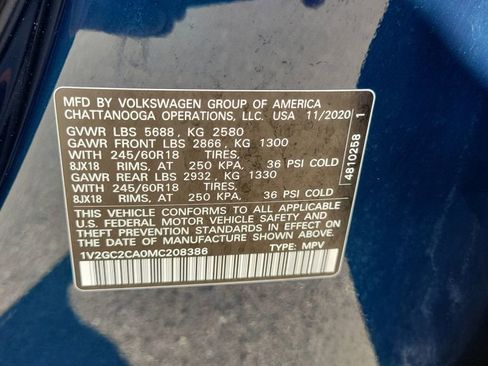 MFD BY VOLKSWAGEN GROUP OF AMERICA
CHATTANOOGA OPERATIONS, LLC. USA 11/2020
GVWR LBS 5688, KG 2580
GAWR FRONT LBS 2866, KG 1300
WITH 245/60R18 TIRES,
8JX18 RIMS, AT 250 KPA, 36 PSI COLD
GAWR REAR LBS 2932, KG 1330
WITH 245/60R18 TIRES,
8JX18 RIMS, AT 250 KPA, 36 PSI COLD
THIS VEHICLE CONFORMS TO ALL APPLICABLE
U.S. FEDERAL MOTOR VEHICLE SAFETY AND
THEFT PREVENTION STANDARDS IN EFFECT ON
THE DATE OF MANUFACTURE SHOWN ABOVE.
1V2GC2CA0MC208386 TYPE: MPV
4810258 1